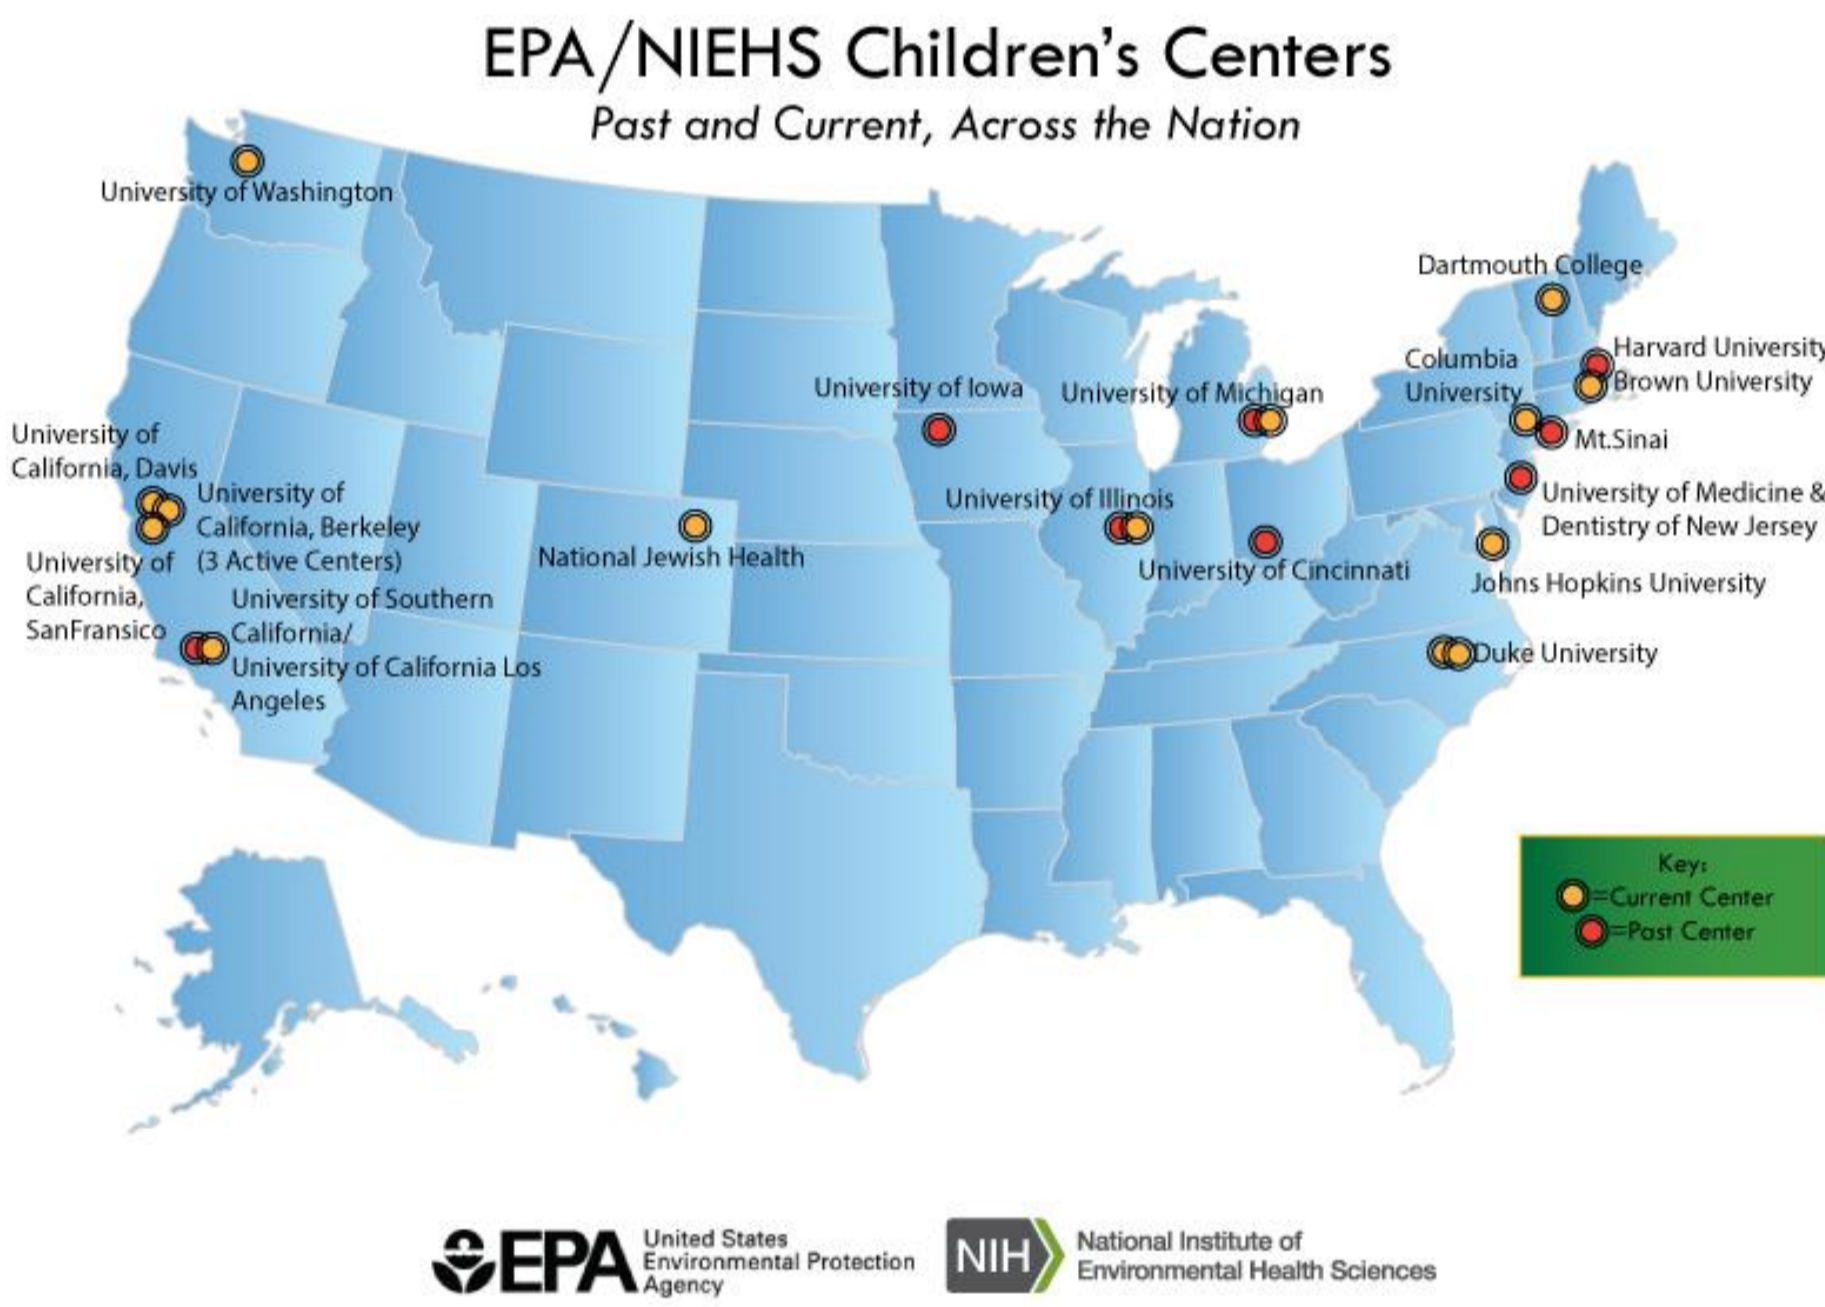 EPA/NIEHS Children's Centers
Past and Current, Across the Nation
University of Washington
Dartmouth College
Harvard University
Brown University
Columbia
University
Mt.Sinai
University of Medicine &
Dentistry of New Jersey
Johns Hopkins University
Duke University
University of Iowa
University of Michigan
University of Illinois
University of Cincinnati
National Jewish Health
University of
California, Davis
University of
California, Berkeley
(3 Active Centers)
University of
California,
SanFransico
University of Southern
California/
University of California Los
Angeles
Key:
=Current Center
=Past Center
EPA
United States
Environmental Protection
Agency
NIH
National Institute of
Environmental Health Sciences